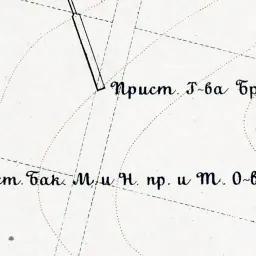 Прист. Т-ва Бр
ст. Бак. М. и Н. пр. и Т. О-в